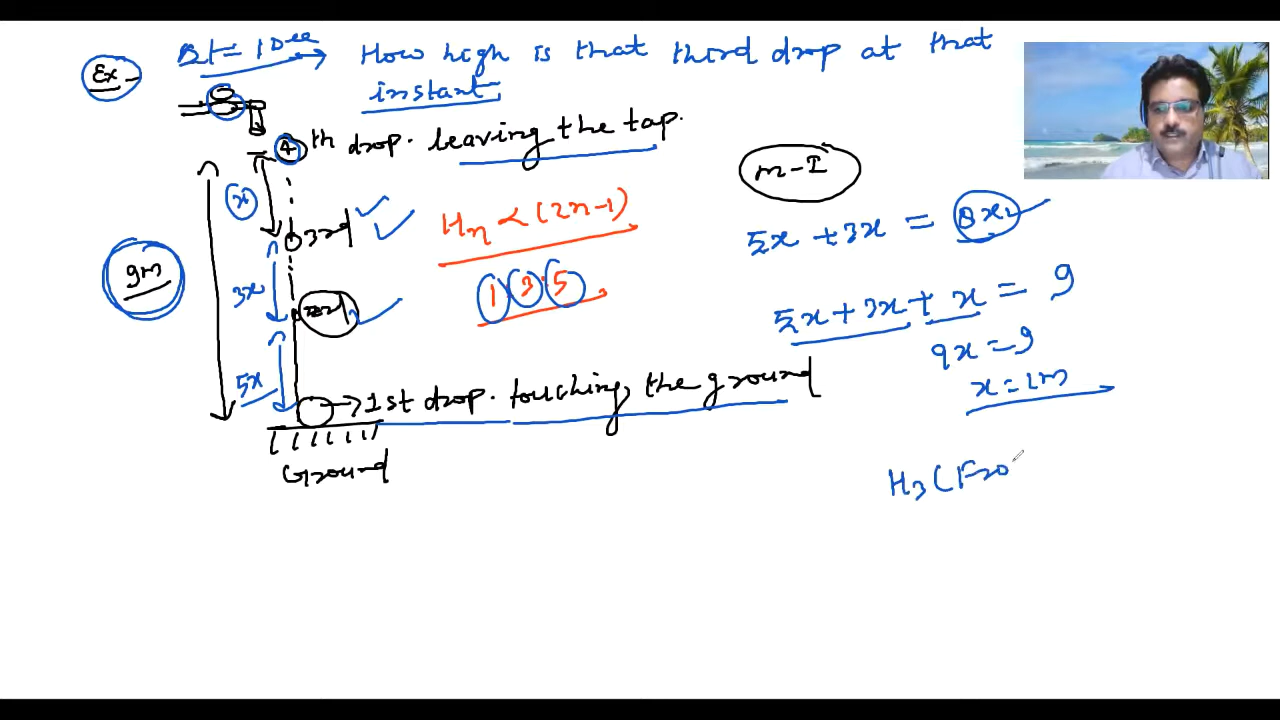 Ex - Δt = 1 Dec → How high is that third drop at that
instant
4th drop. leaving the tap.
x
3rd
Hn ∝ (2n-1)
1 3 5
9m
3x
2nd
5x
1st drop. touching the ground
Ground
m-I
5x + 3x = 8x
5x + 3x + x = 9
9x = 9
x = 1m
H3 (Fro